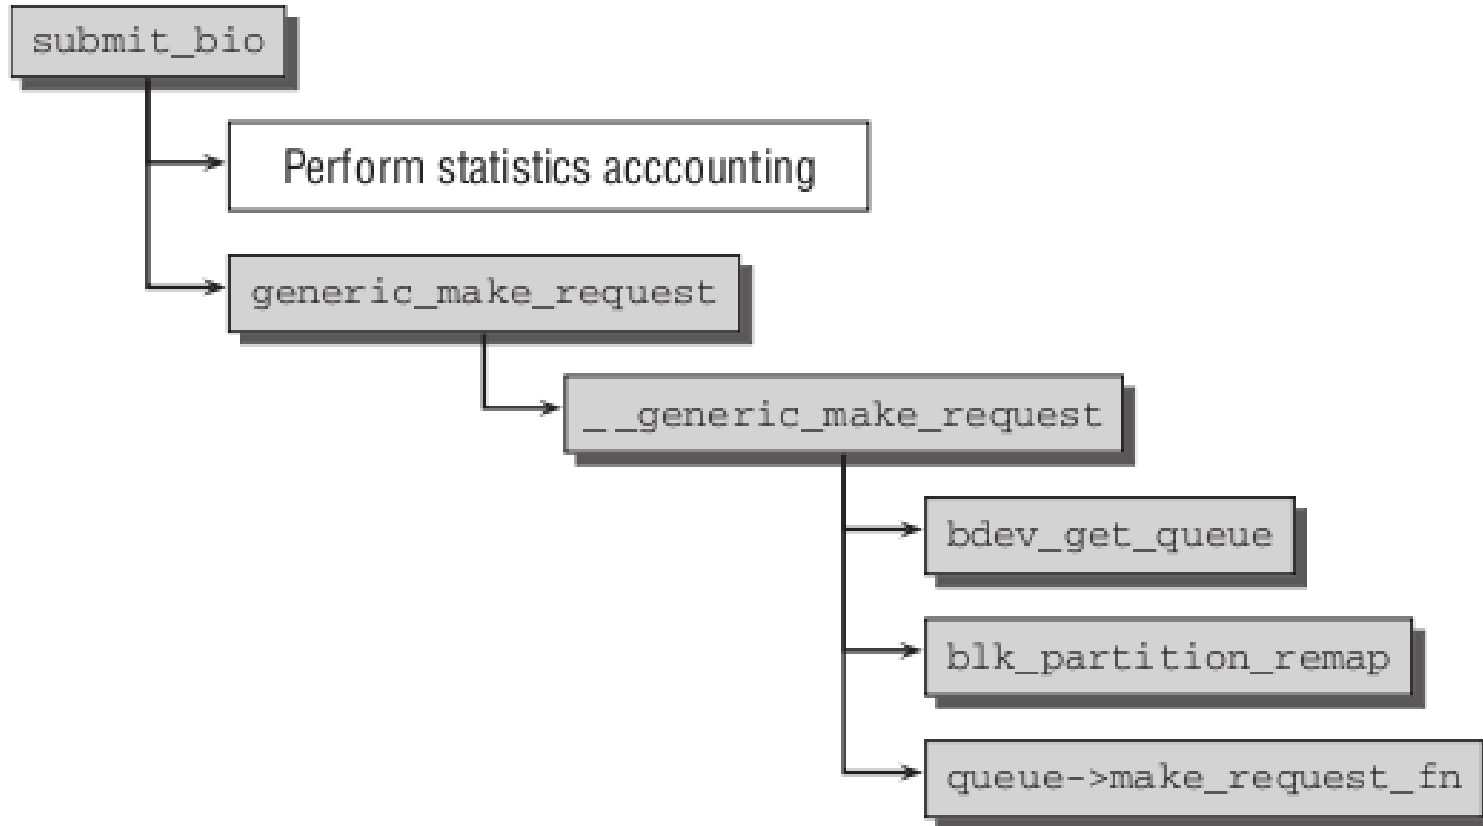 submit_bio
Perform statistics acccounting
generic_make_request
__generic_make_request
bdev_get_queue
blk_partition_remap
queue->make_request_fn